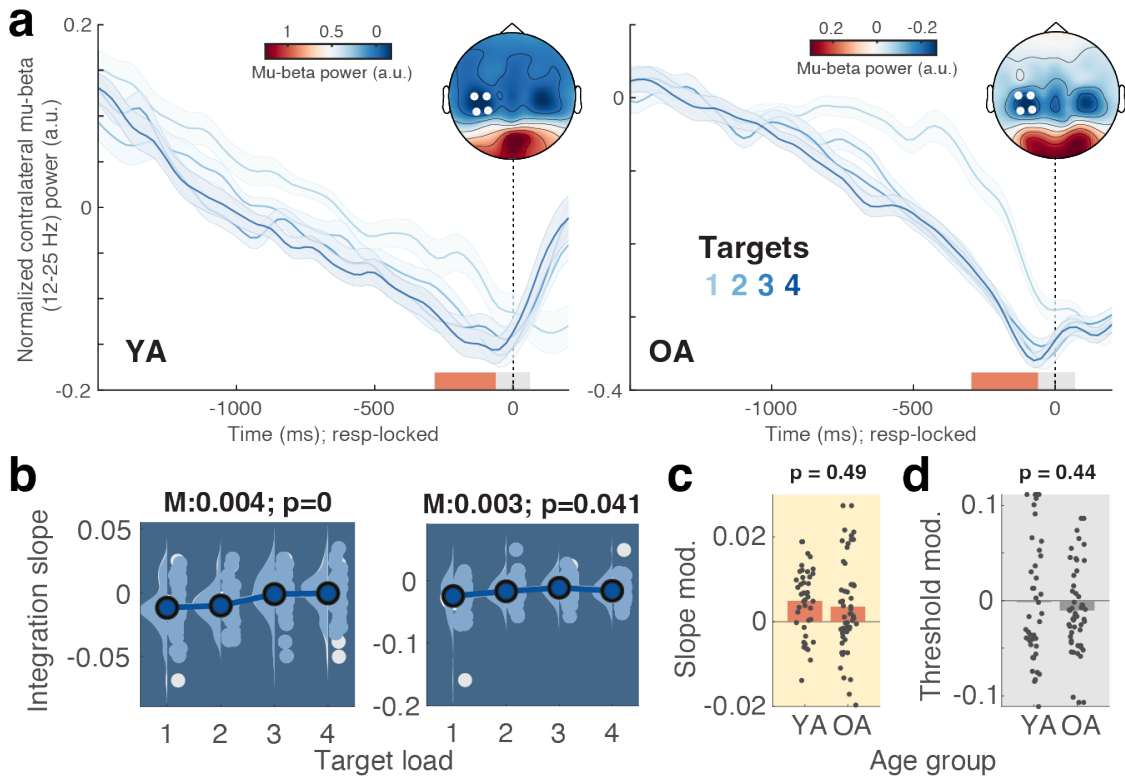 a
0.2
0
-0.2
Normalized contralateral mu-beta
(12-25 Hz) power (a.u.)
1 0.5 0
Mu-beta power (a.u.)
YA
-1000 -500 0
Time (ms); resp-locked
0
-0.4
0.2 0 -0.2
Mu-beta power (a.u.)
Targets
1 2 3 4
OA
-1000 -500 0
Time (ms); resp-locked
b
M:0.004; p=0
Integration slope
0.05
0
-0.05
1 2 3 4
M:0.003; p=0.041
0
-0.1
-0.2
1 2 3 4
Target load
c
p = 0.49
Slope mod.
0.02
0
-0.02
YA OA
d
p = 0.44
Threshold mod.
0.1
0
-0.1
YA OA
Age group